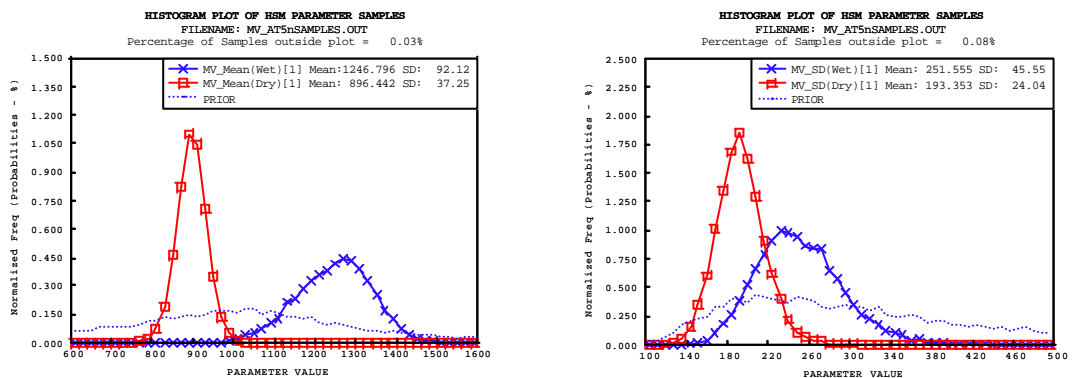 HISTOGRAM PLOT OF HSM PARAMETER SAMPLES
FILENAME: MV_AT5nSAMPLES.OUT
Percentage of Samples outside plot = 0.03%
MV_Mean(Wet)[1] Mean:1246.796 SD: 92.12
MV_Mean(Dry)[1] Mean: 896.442 SD: 37.25
PRIOR
Normalized Freq (Probabilities - %)
1.500
1.350
1.200
1.050
0.900
0.750
0.600
0.450
0.300
0.150
0.000
600 700 800 900 1000 1100 1200 1300 1400 1500 1600
PARAMETER VALUE
HISTOGRAM PLOT OF HSM PARAMETER SAMPLES
FILENAME: MV_AT5nSAMPLES.OUT
Percentage of Samples outside plot = 0.08%
MV_SD(Wet)[1] Mean: 251.555 SD: 45.55
MV_SD(Dry)[1] Mean: 193.353 SD: 24.04
PRIOR
Normalized Freq (Probabilities - %)
2.500
2.250
2.000
1.750
1.500
1.250
1.000
0.750
0.500
0.250
0.000
100 140 180 220 260 300 340 380 420 460 500
PARAMETER VALUE